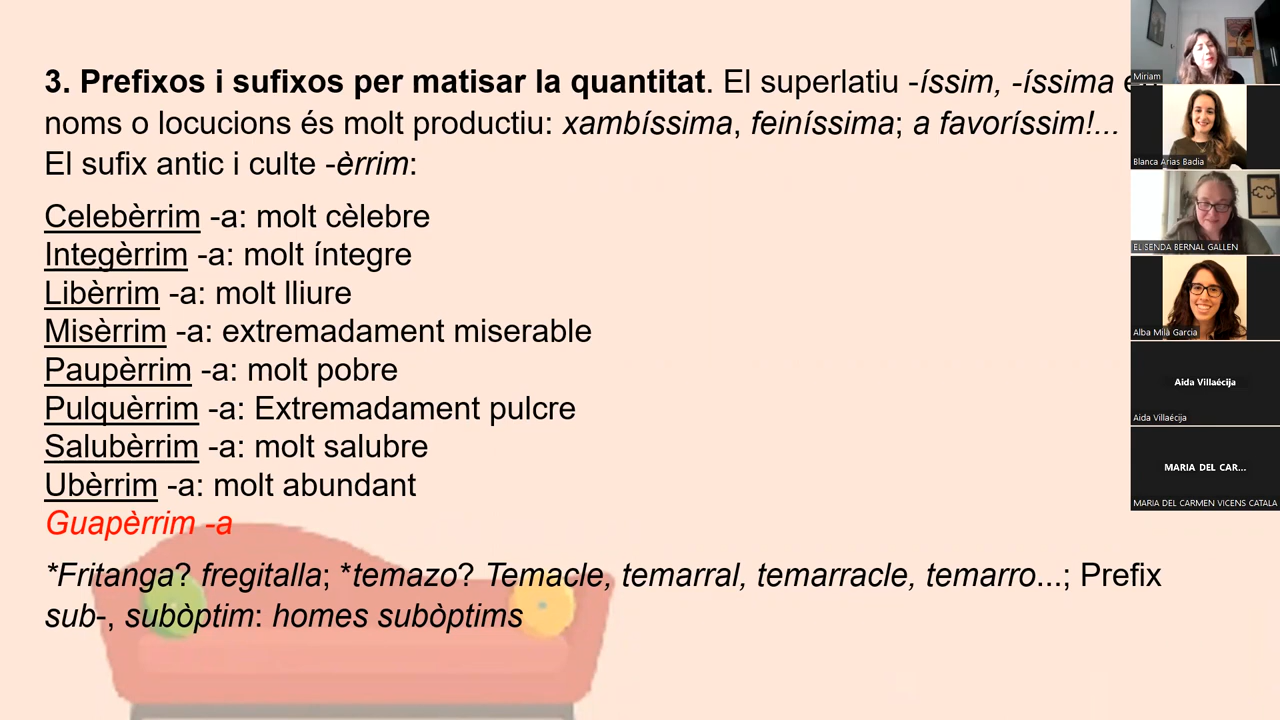 3. Prefixos i sufixos per matisar la quantitat. El superlatiu -íssim, -íssima en
noms o locucions és molt productiu: xambíssima, feiníssima; a favoríssim!...
El sufix antic i culte -èrrim:
Celebèrrim -a: molt cèlebre
Integèrrim -a: molt íntegre
Libèrrim -a: molt lliure
Misèrrim -a: extremadament miserable
Paupèrrim -a: molt pobre
Pulquèrrim -a: Extremadament pulcre
Salubèrrim -a: molt salubre
Ubèrrim -a: molt abundant
Guapèrrim -a
*Fritanga? fregitalla; *temazo? Temacle, temarral, temarracle, temarro...; Prefix
sub-, subòptim: homes subòptims
Miriam
Blanca Arias Badia
ELISENDA BERNAL GALLEN
Alba Milà Garcia
Aida Villaécija
Aida Villaécija
MARIA DEL CAR...
MARIA DEL CARMEN VICENS CATALA